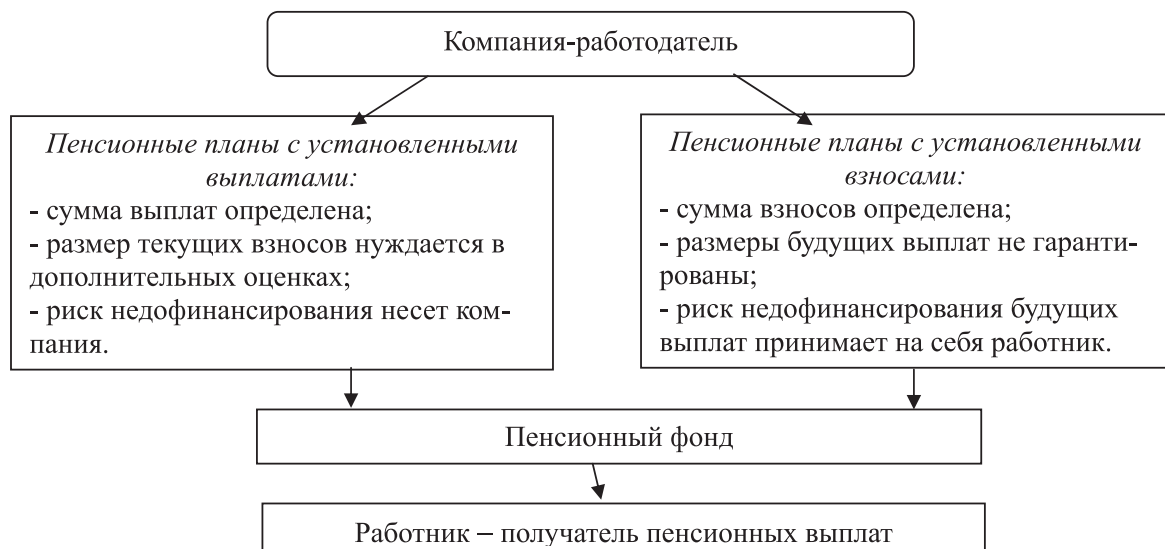 Компания-работодатель
Пенсионные планы с установленными
выплатами:
- сумма выплат определена;
- размер текущих взносов нуждается в
дополнительных оценках;
- риск недофинансирования несет ком-
пания.
Пенсионные планы с установленными
взносами:
- сумма взносов определена;
- размеры будущих выплат не гаранти-
рованы;
- риск недофинансирования будущих
выплат принимает на себя работник.
Пенсионный фонд
Работник – получатель пенсионных выплат